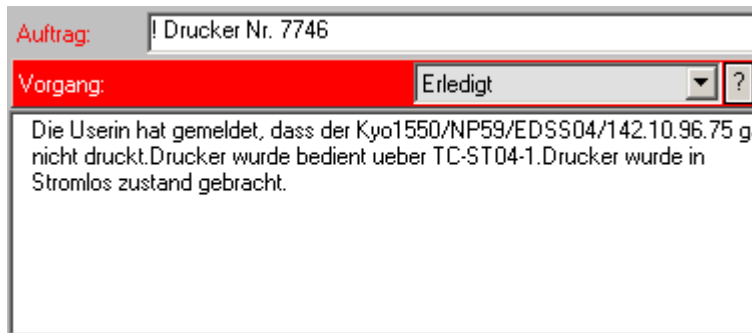 Auftrag: ! Drucker Nr. 7746
Vorgang: Erledigt ?
Die Userin hat gemeldet, dass der Kyo1550/NP59/EDSS04/142.10.96.75 g
nicht druckt.Drucker wurde bedient ueber TC-ST04-1.Drucker wurde in
Stromlos zustand gebracht.